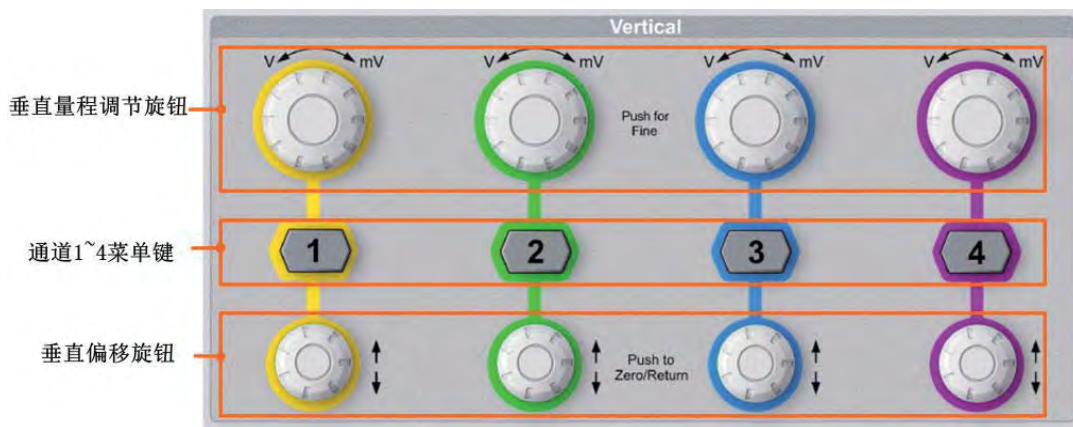 Vertical
V mV V mV V mV V mV
垂直量程调节旋钮
Push for
Fine
通道1~4菜单键
1 2 3 4
垂直偏移旋钮
Push to
Zero/Return